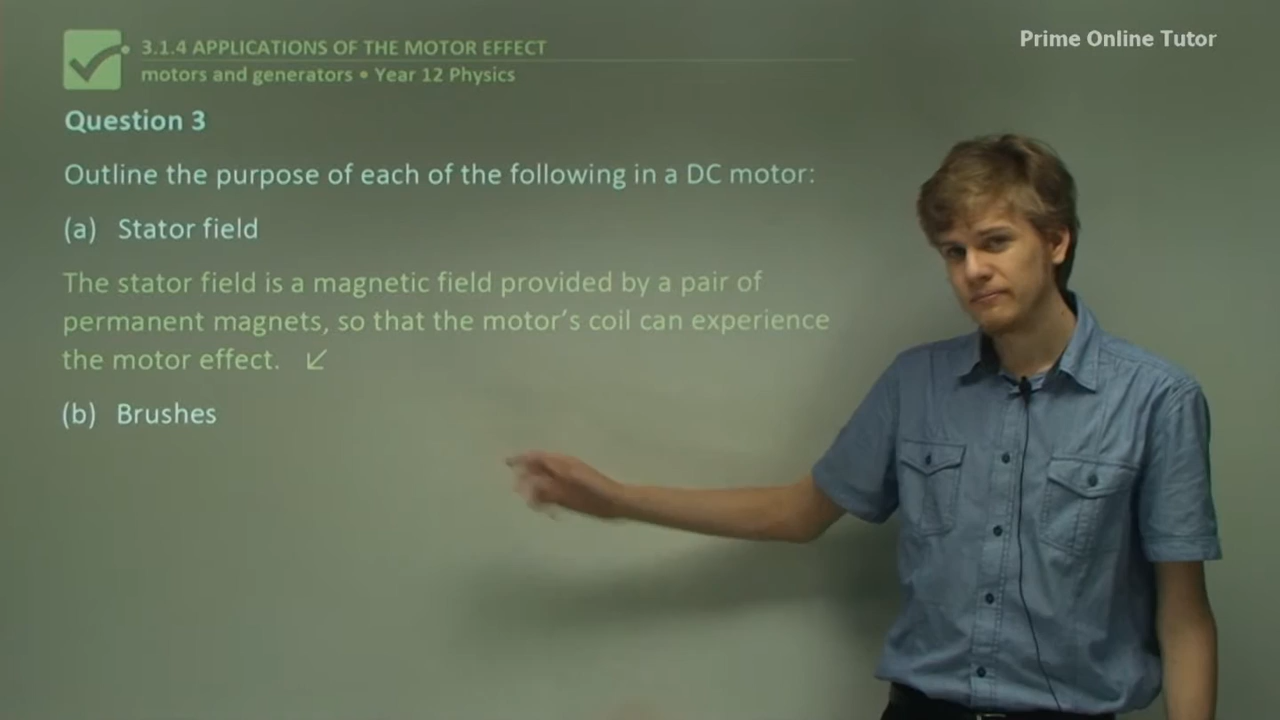 3.1.4 APPLICATIONS OF THE MOTOR EFFECT
motors and generators • Year 12 Physics
Prime Online Tutor
Question 3
Outline the purpose of each of the following in a DC motor:
(a) Stator field
The stator field is a magnetic field provided by a pair of
permanent magnets, so that the motor's coil can experience
the motor effect. ↙
(b) Brushes